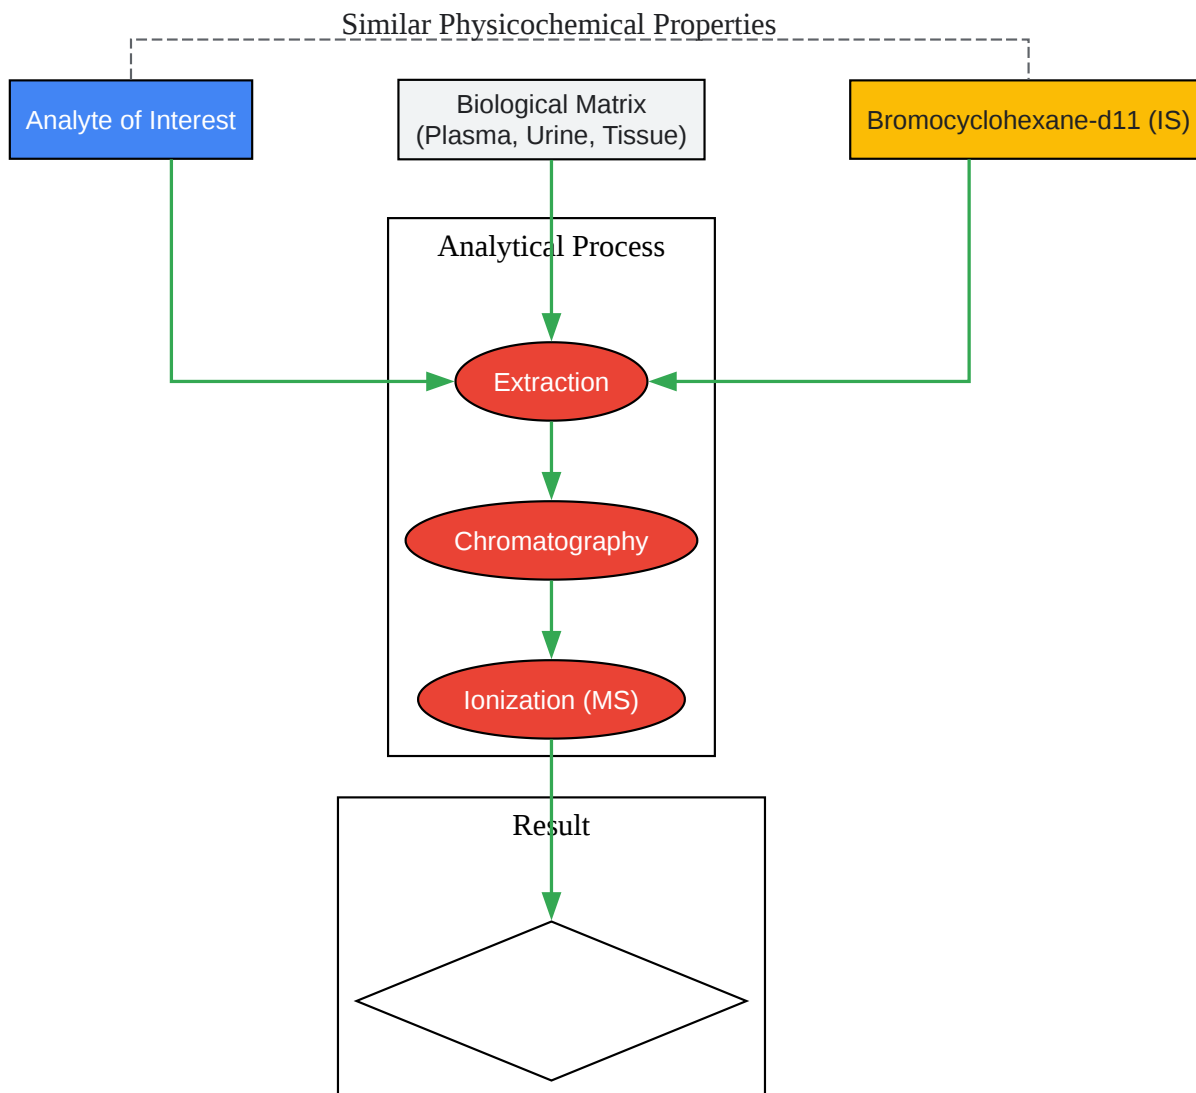 Similar Physicochemical Properties
Analyte of Interest
Biological Matrix
(Plasma, Urine, Tissue)
Bromocyclohexane-d11 (IS)
Analytical Process
Extraction
Chromatography
Ionization (MS)
Result